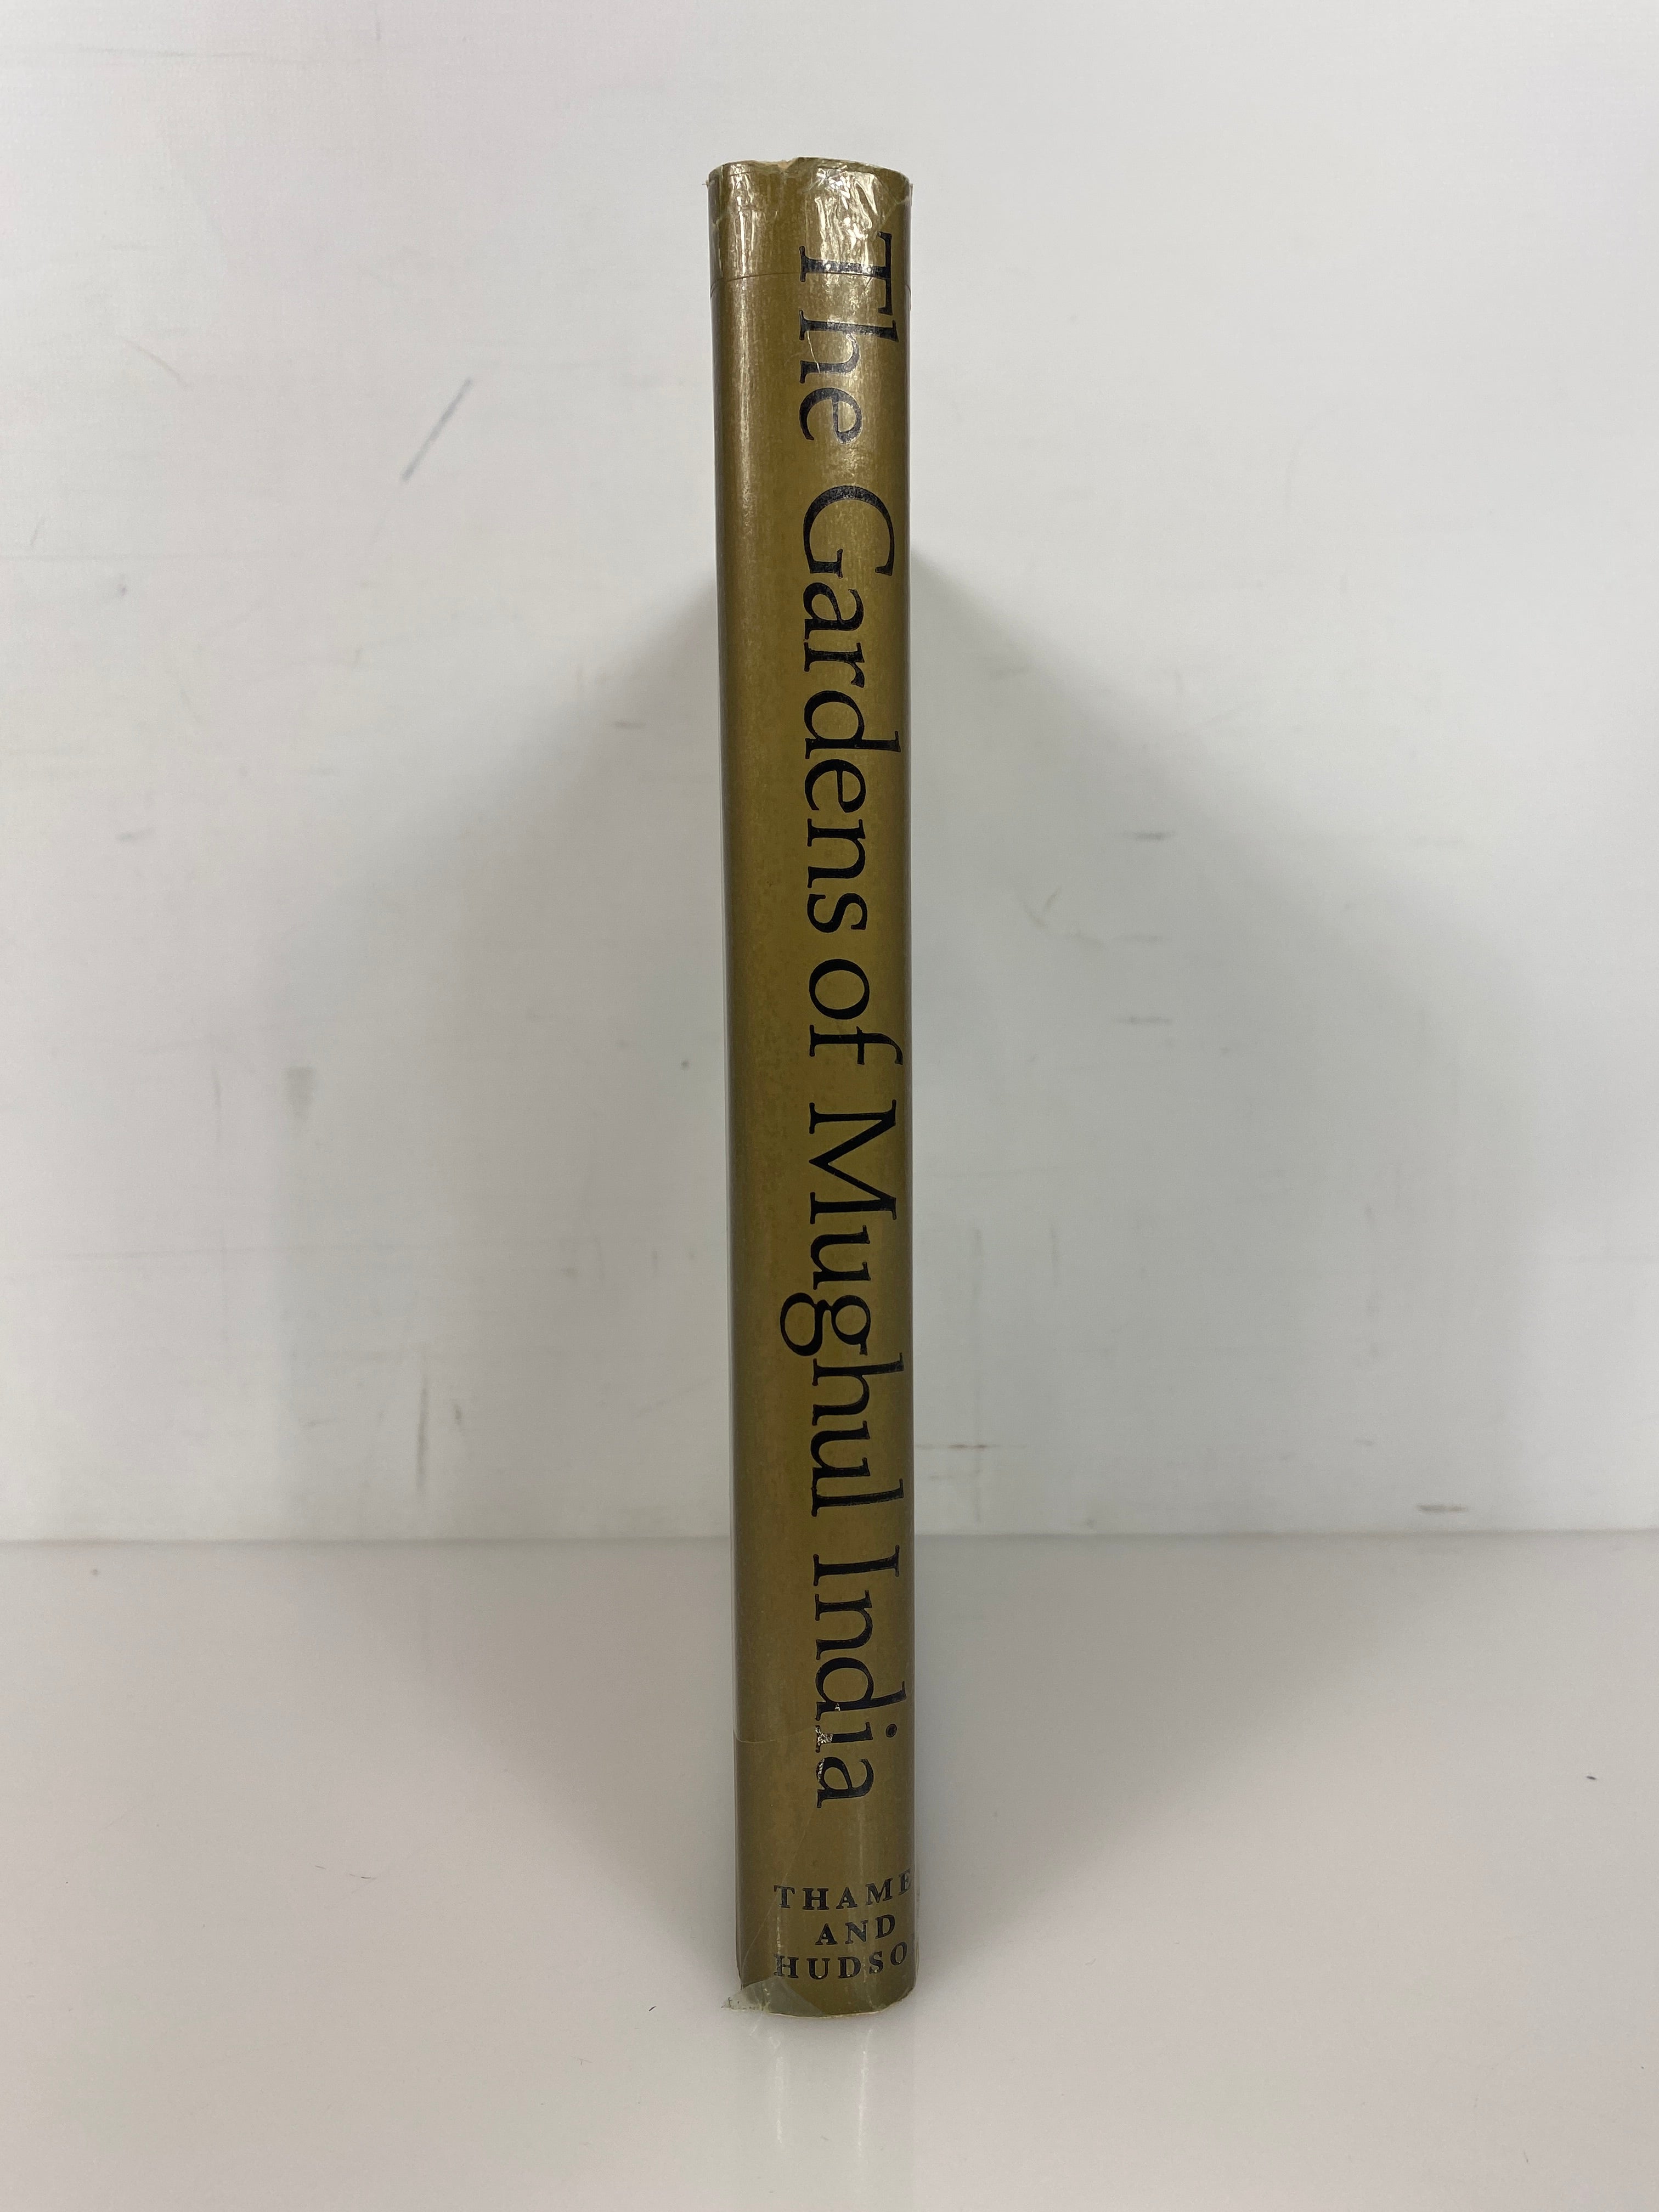 The Gardens of Mughul India
THAME
AND
HUDSO